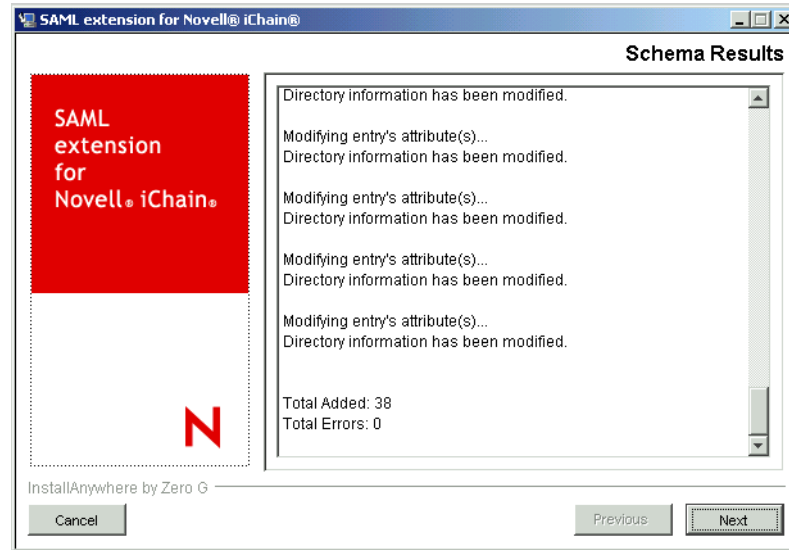 SAML extension for Novell® iChain®
Schema Results
SAML
extension
for
Novell® iChain®
Directory information has been modified.
Modifying entry's attribute(s)...
Directory information has been modified.
Modifying entry's attribute(s)...
Directory information has been modified.
Modifying entry's attribute(s)...
Directory information has been modified.
Modifying entry's attribute(s)...
Directory information has been modified.
Total Added: 38
Total Errors: 0
N
InstallAnywhere by Zero G
Cancel
Previous
Next